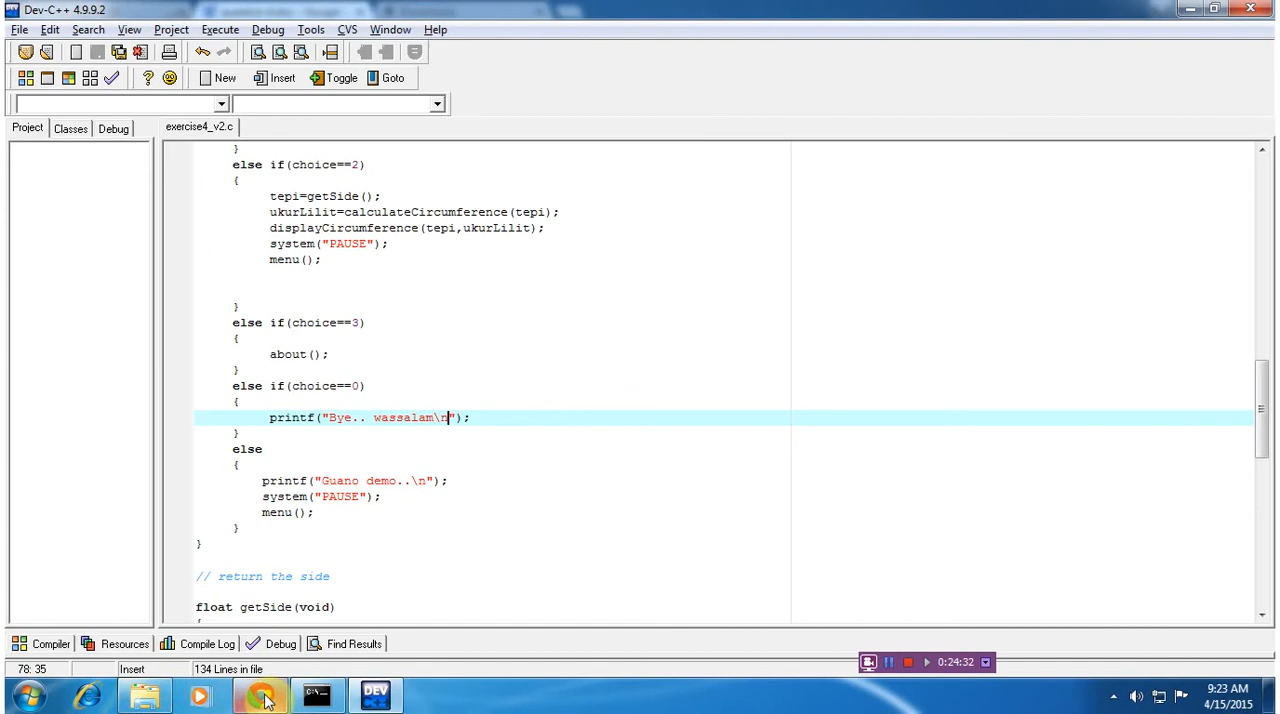 Dev-C++ 4.9.9.2
File Edit Search View Project Execute Debug Tools CVS Window Help
New Insert Toggle Goto
Project Classes Debug exercise4_v2.c
}
else if(choice==2)
{
tepi=getSide();
ukurLilit=calculateCircumference(tepi);
displayCircumference(tepi,ukurLilit);
system("PAUSE");
menu();
}
else if(choice==3)
{
about();
}
else if(choice==0)
{
printf("Bye.. wassalam\n");
}
else
{
printf("Guano demo..\n");
system("PAUSE");
menu();
}
}
// return the side
float getSide(void)
{
Compiler Resources Compile Log Debug Find Results
78: 35 Insert 134 Lines in file
0:24:32
DEV
9:23 AM
4/15/2015